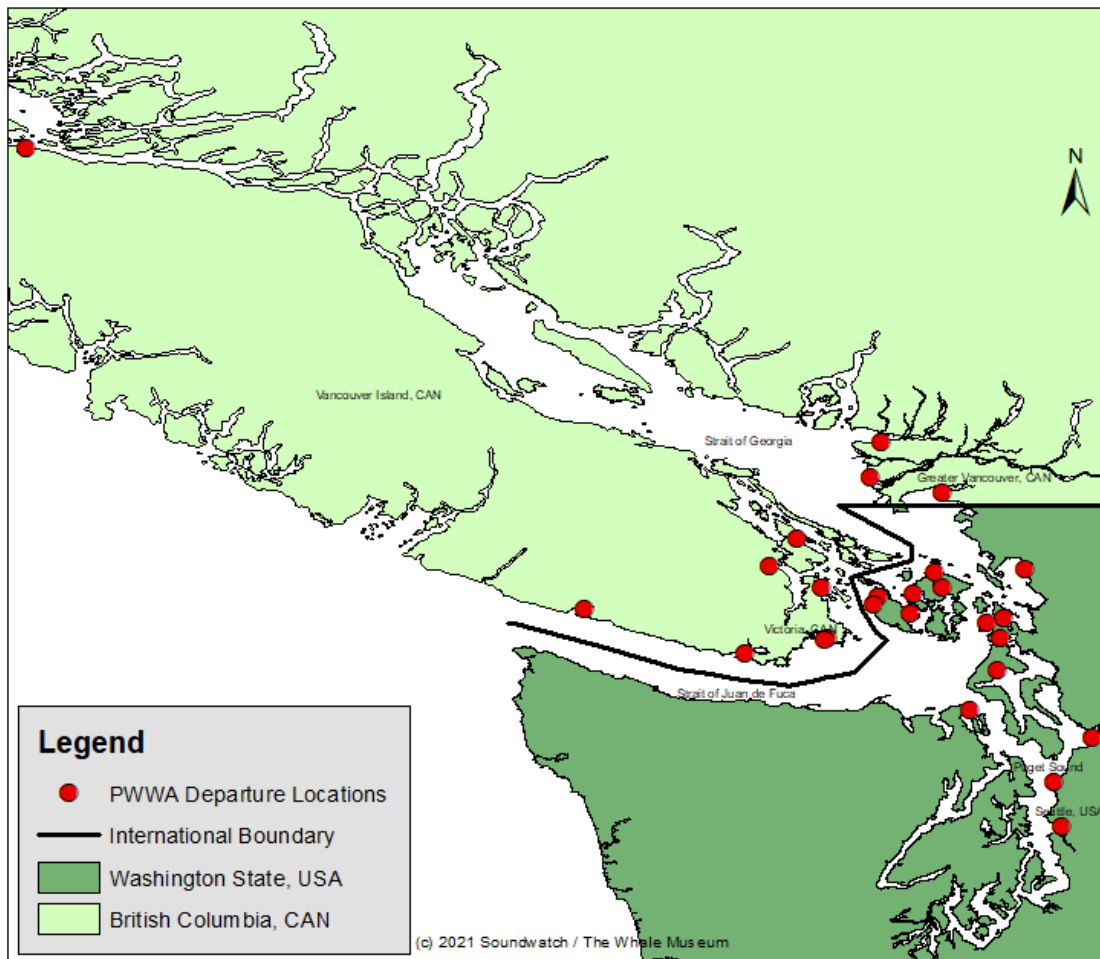 N
Vancouver Island, CAN
Strait of Georgia
Greater Vancouver, CAN
Victoria, CAN
Strait of Juan de Fuca
Puget Sound
Seattle, USA
Legend
PWWA Departure Locations
International Boundary
Washington State, USA
British Columbia, CAN
(c) 2021 Soundwatch / The Whale Museum